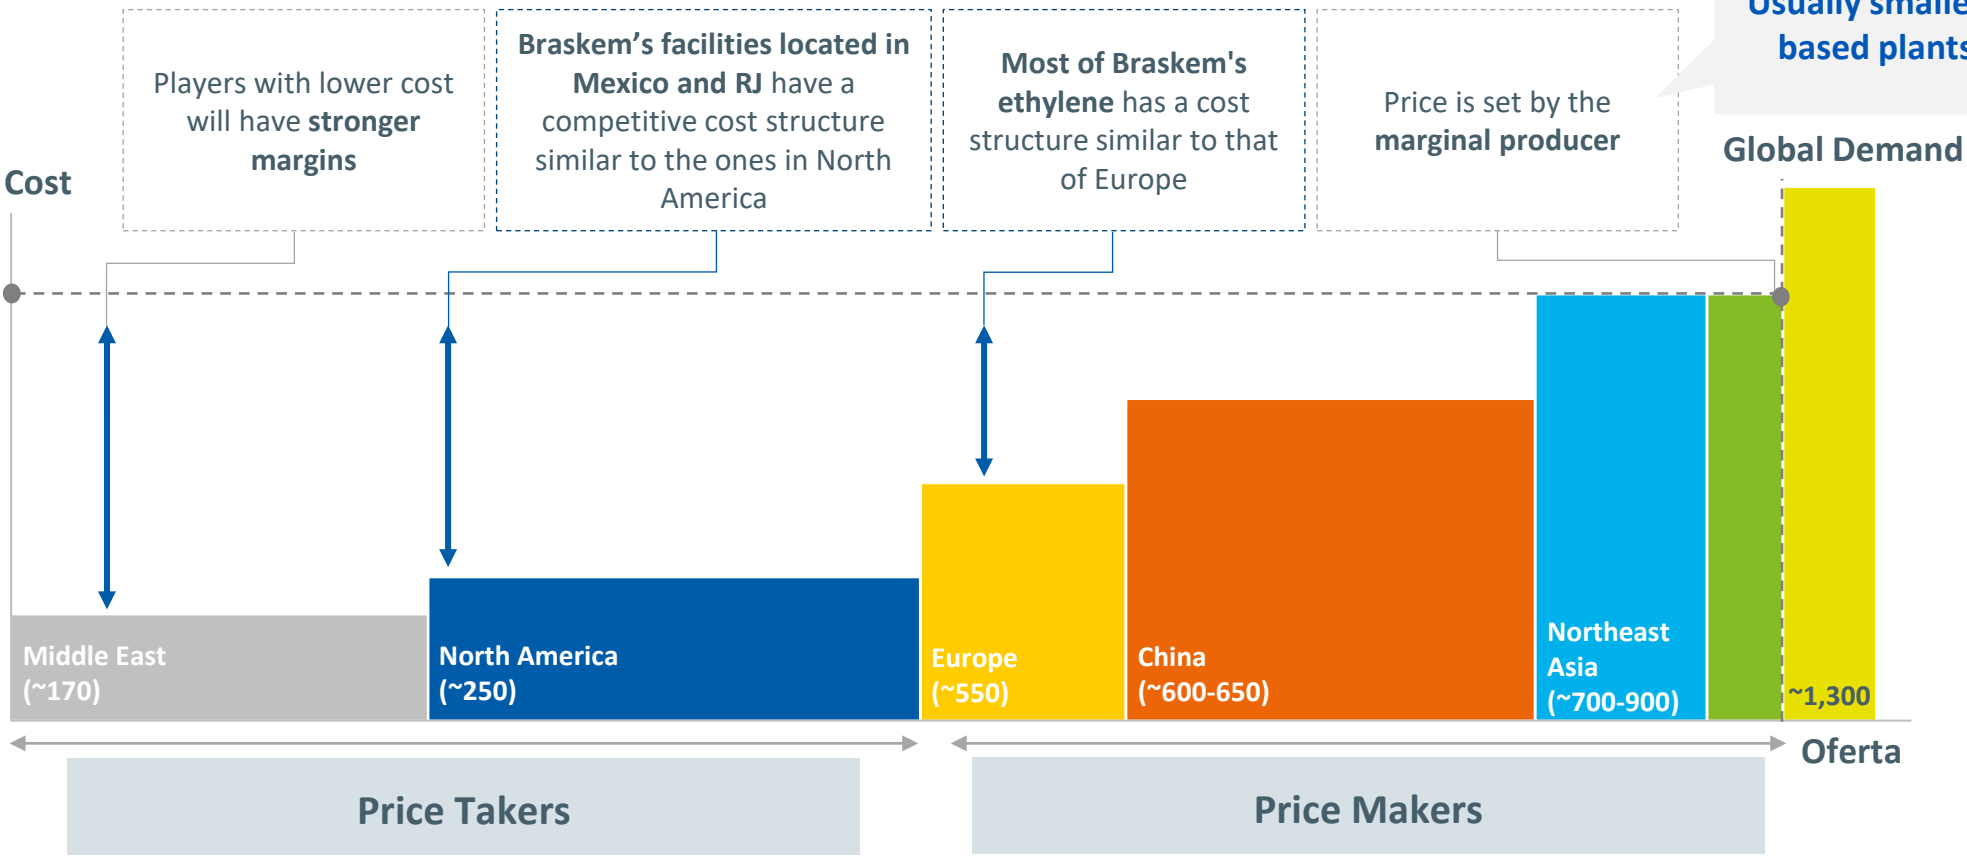 Usually smalle
based plants
Players with lower cost
will have stronger
margins
Braskem’s facilities located in
Mexico and RJ have a
competitive cost structure
similar to the ones in North
America
Most of Braskem's
ethylene has a cost
structure similar to that
of Europe
Price is set by the
marginal producer
Global Demand
Cost
Middle East
(~170)
North America
(~250)
Europe
(~550)
China
(~600-650)
Northeast
Asia
(~700-900)
~1,300
Oferta
Price Takers
Price Makers